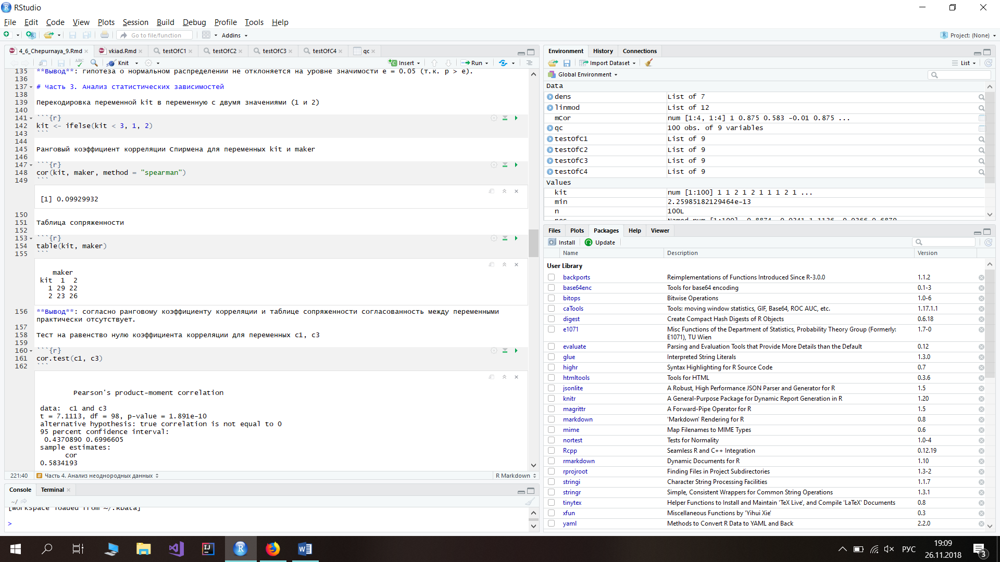 RStudio
File Edit Code View Plots Session Build Debug Profile Tools Help
Go to file/function Addins Project: (None)
4_6_Chepurnaya_9.Rmd vkiad.Rmd testOfC1 testOfC2 testOfC3 testOfC4 qc
ABC Knit Insert Run
135 **Вывод**: гипотеза о нормальном распределении не отклоняется на уровне значимости e = 0.05 (т.к. p > e).
136
137 # Часть 3. Анализ статистических зависимостей
138
139 Перекодировка переменной kit в переменную с двумя значениями (1 и 2)
140
141 ```{r}
142 kit <- ifelse(kit < 3, 1, 2)
143 ```
144
145 Ранговый коэффициент корреляции Спирмена для переменных kit и maker
146
147 ```{r}
148 cor(kit, maker, method = "spearman")
149 ```
[1] 0.09929932
150
151 Таблица сопряженности
152
153 ```{r}
154 table(kit, maker)
155 ```
maker
kit 1 2
1 29 22
2 23 26
156 **Вывод**: согласно ранговому коэффициенту корреляции и таблице сопряженности согласованность между переменными
практически отсутствует.
157
158 Тест на равенство нулю коэффициента корреляции для переменных c1, c3
159
160 ```{r}
161 cor.test(c1, c3)
162 ```
Pearson's product-moment correlation
data: c1 and c3
t = 7.1113, df = 98, p-value = 1.891e-10
alternative hypothesis: true correlation is not equal to 0
95 percent confidence interval:
0.4370890 0.6996605
sample estimates:
cor
0.5834193
221:40 # Часть 4. Анализ неоднородных данных R Markdown
Console Terminal
~/
[Workspace loaded from ~/.RData]
>
Environment History Connections
Import Dataset List
Global Environment
Data
dens List of 7
linmod List of 12
mCor num [1:4, 1:4] 1 0.875 0.583 -0.01 0.875 ...
qc 100 obs. of 9 variables
testOfC1 List of 9
testOfC2 List of 9
testOfC3 List of 9
testOfC4 List of 9
Values
kit num [1:100] 1 1 2 1 2 1 1 1 2 1 ...
min 2.25985182129464e-13
n 100L
Files Plots Packages Help Viewer
Install Update
Name Description Version
User Library
backports Reimplementations of Functions Introduced Since R-3.0.0 1.1.2
base64enc Tools for base64 encoding 0.1-3
bitops Bitwise Operations 1.0-6
caTools Tools: moving window statistics, GIF, Base64, ROC AUC, etc. 1.17.1.1
digest Create Compact Hash Digests of R Objects 0.6.18
e1071 Misc Functions of the Department of Statistics, Probability Theory Group (Formerly: 1.7-0
E1071), TU Wien
evaluate Parsing and Evaluation Tools that Provide More Details than the Default 0.12
glue Interpreted String Literals 1.3.0
highr Syntax Highlighting for R Source Code 0.7
htmltools Tools for HTML 0.3.6
jsonlite A Robust, High Performance JSON Parser and Generator for R 1.5
knitr A General-Purpose Package for Dynamic Report Generation in R 1.20
magrittr A Forward-Pipe Operator for R 1.5
markdown 'Markdown' Rendering for R 0.8
mime Map Filenames to MIME Types 0.6
nortest Tests for Normality 1.0-4
Rcpp Seamless R and C++ Integration 0.12.19
rmarkdown Dynamic Documents for R 1.10
rprojroot Finding Files in Project Subdirectories 1.3-2
stringi Character String Processing Facilities 1.1.7
stringr Simple, Consistent Wrappers for Common String Operations 1.3.1
tinytex Helper Functions to Install and Maintain 'TeX Live', and Compile 'LaTeX' Documents 0.8
xfun Miscellaneous Functions by 'Yihui Xie' 0.3
yaml Methods to Convert R Data to YAML and Back 2.2.0
РУС 19:09
26.11.2018 3